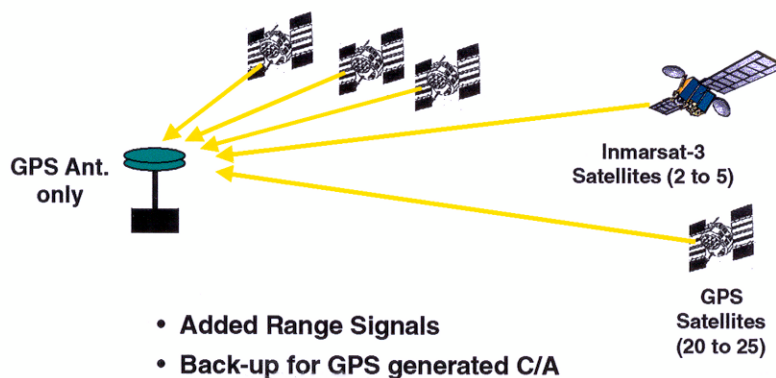 GPS Ant.
only
Inmarsat-3
Satellites (2 to 5)
GPS
Satellites
(20 to 25)
• Added Range Signals
• Back-up for GPS generated C/A